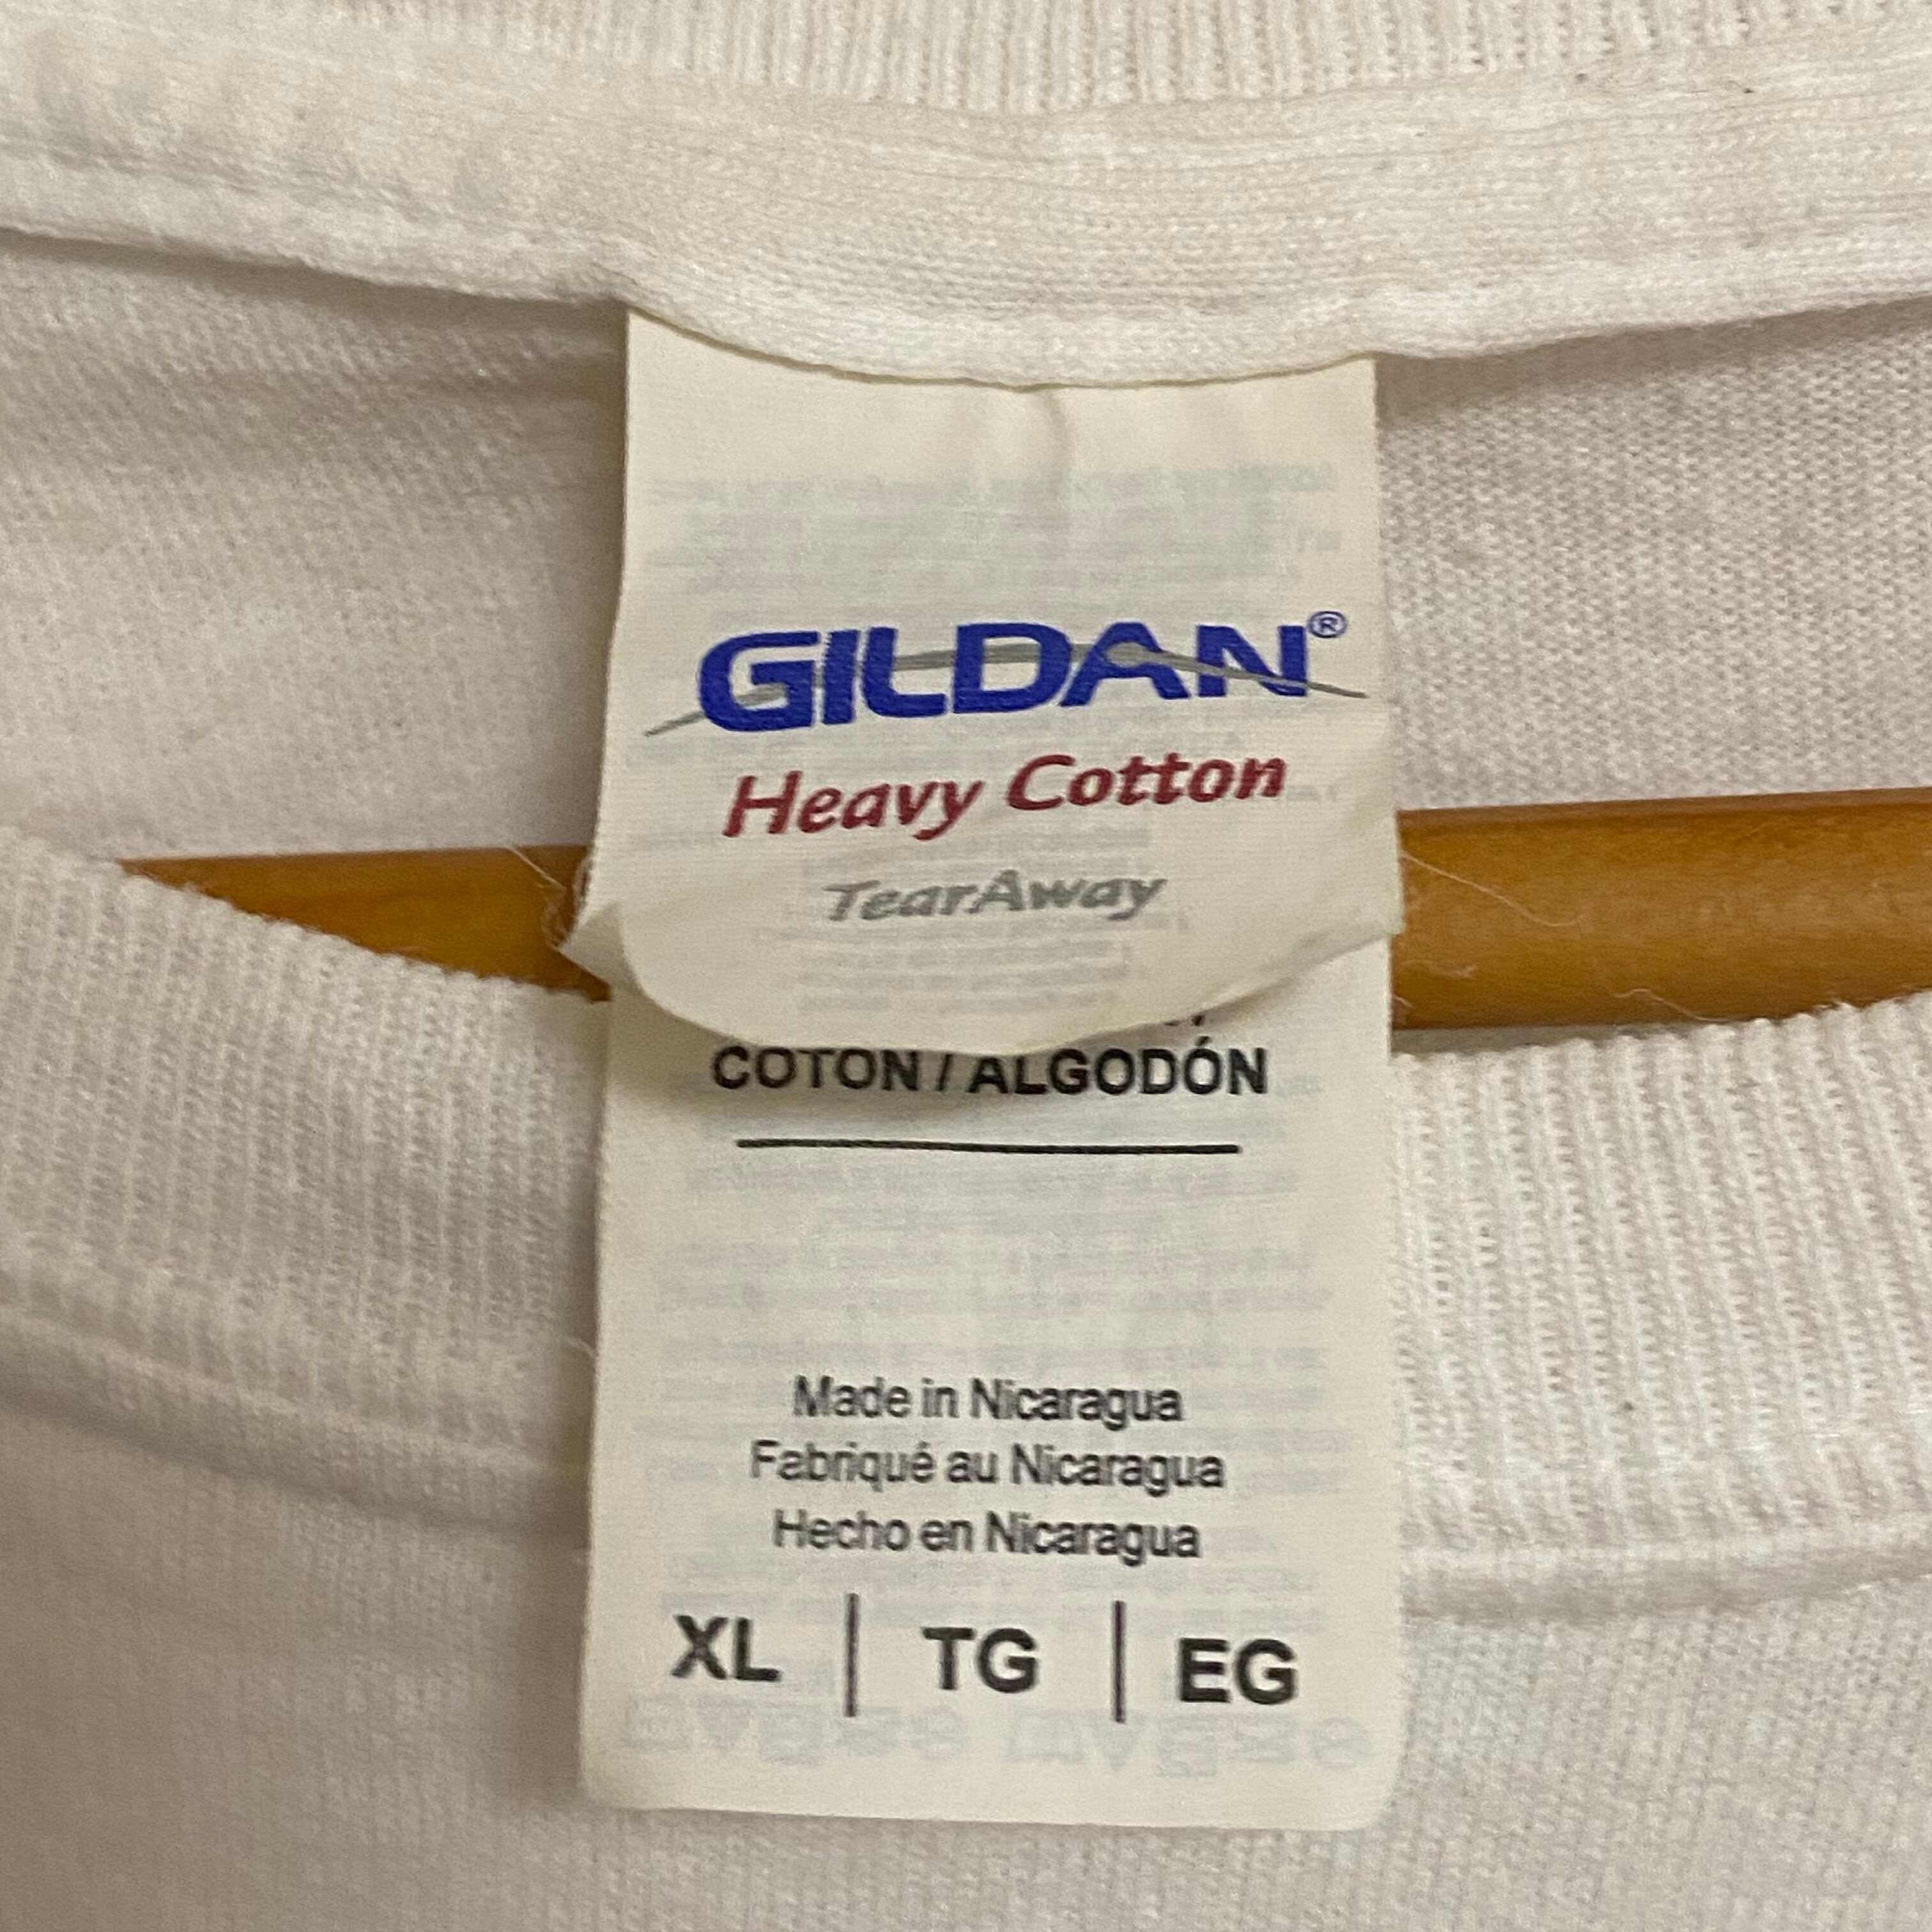 GILDAN®
Heavy Cotton
TearAway
COTON / ALGODÓN
Made in Nicaragua
Fabriqué au Nicaragua
Hecho en Nicaragua
XL | TG | EG